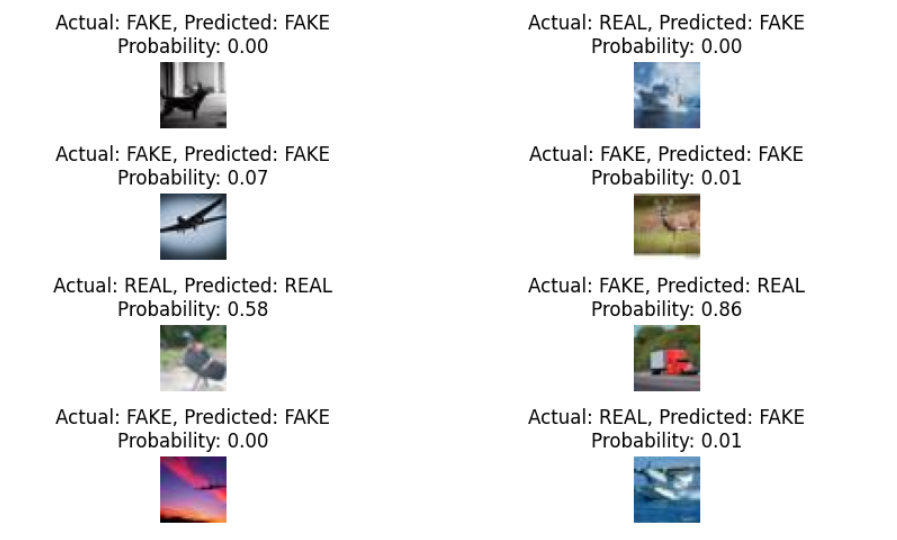 Actual: FAKE, Predicted: FAKE
Probability: 0.00
Actual: REAL, Predicted: FAKE
Probability: 0.00
Actual: FAKE, Predicted: FAKE
Probability: 0.07
Actual: FAKE, Predicted: FAKE
Probability: 0.01
Actual: REAL, Predicted: REAL
Probability: 0.58
Actual: FAKE, Predicted: REAL
Probability: 0.86
Actual: FAKE, Predicted: FAKE
Probability: 0.00
Actual: REAL, Predicted: FAKE
Probability: 0.01